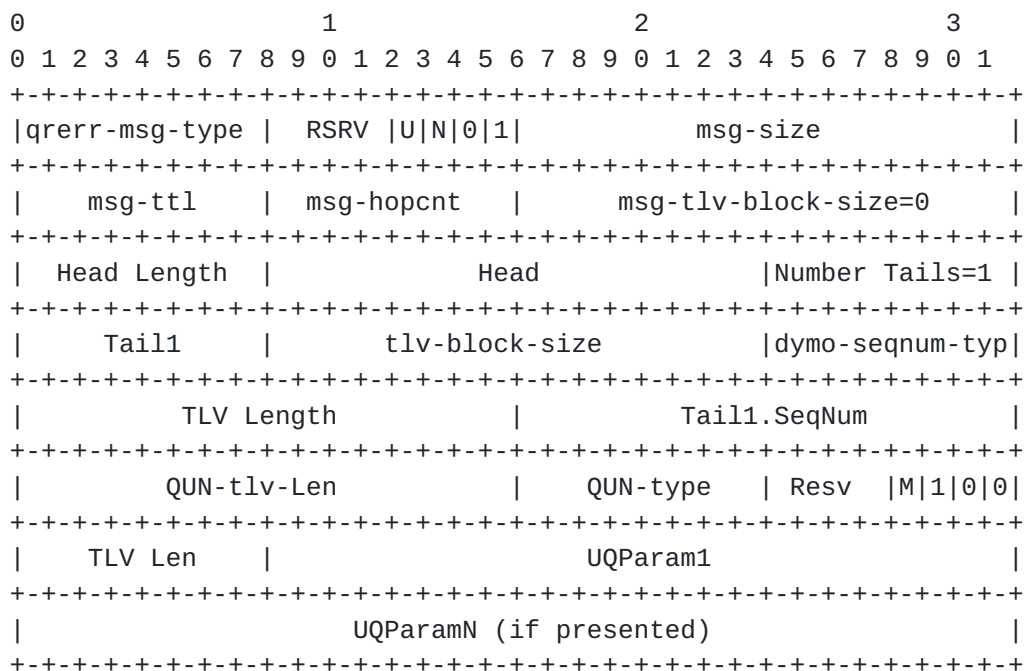 0                   1                   2                   3
0 1 2 3 4 5 6 7 8 9 0 1 2 3 4 5 6 7 8 9 0 1 2 3 4 5 6 7 8 9 0 1
+-+-+-+-+-+-+-+-+-+-+-+-+-+-+-+-+-+-+-+-+-+-+-+-+-+-+-+-+-+-+-+-+
|qrerr-msg-type |  RSRV |U|N|0|1|           msg-size            |
+-+-+-+-+-+-+-+-+-+-+-+-+-+-+-+-+-+-+-+-+-+-+-+-+-+-+-+-+-+-+-+-+
|    msg-ttl    |  msg-hopcnt   |      msg-tlv-block-size=0     |
+-+-+-+-+-+-+-+-+-+-+-+-+-+-+-+-+-+-+-+-+-+-+-+-+-+-+-+-+-+-+-+-+
|  Head Length  |             Head              |Number Tails=1 |
+-+-+-+-+-+-+-+-+-+-+-+-+-+-+-+-+-+-+-+-+-+-+-+-+-+-+-+-+-+-+-+-+
|     Tail1     |       tlv-block-size          |dymo-seqnum-typ|
+-+-+-+-+-+-+-+-+-+-+-+-+-+-+-+-+-+-+-+-+-+-+-+-+-+-+-+-+-+-+-+-+
|          TLV Length           |          Tail1.SeqNum         |
+-+-+-+-+-+-+-+-+-+-+-+-+-+-+-+-+-+-+-+-+-+-+-+-+-+-+-+-+-+-+-+-+
|         QUN-tlv-Len           |    QUN-type   | Resv  |M|1|0|0|
+-+-+-+-+-+-+-+-+-+-+-+-+-+-+-+-+-+-+-+-+-+-+-+-+-+-+-+-+-+-+-+-+
|    TLV Len    |                    UQParam1                   |
+-+-+-+-+-+-+-+-+-+-+-+-+-+-+-+-+-+-+-+-+-+-+-+-+-+-+-+-+-+-+-+-+
|                     UQParamN (if presented)                   |
+-+-+-+-+-+-+-+-+-+-+-+-+-+-+-+-+-+-+-+-+-+-+-+-+-+-+-+-+-+-+-+-+